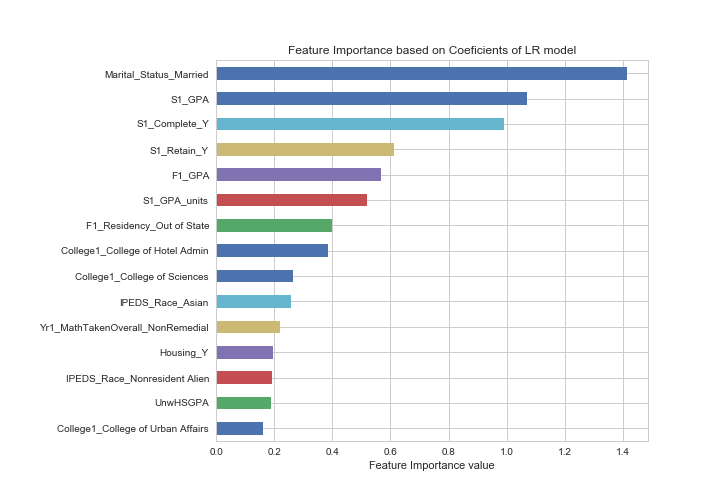 Feature Importance based on Coeficients of LR model
Marital_Status_Married
S1_GPA
S1_Complete_Y
S1_Retain_Y
F1_GPA
S1_GPA_units
F1_Residency_Out of State
College1_College of Hotel Admin
College1_College of Sciences
IPEDS_Race_Asian
Yr1_MathTakenOverall_NonRemedial
Housing_Y
IPEDS_Race_Nonresident Alien
UnwHSGPA
College1_College of Urban Affairs
0.0 0.2 0.4 0.6 0.8 1.0 1.2 1.4
Feature Importance value